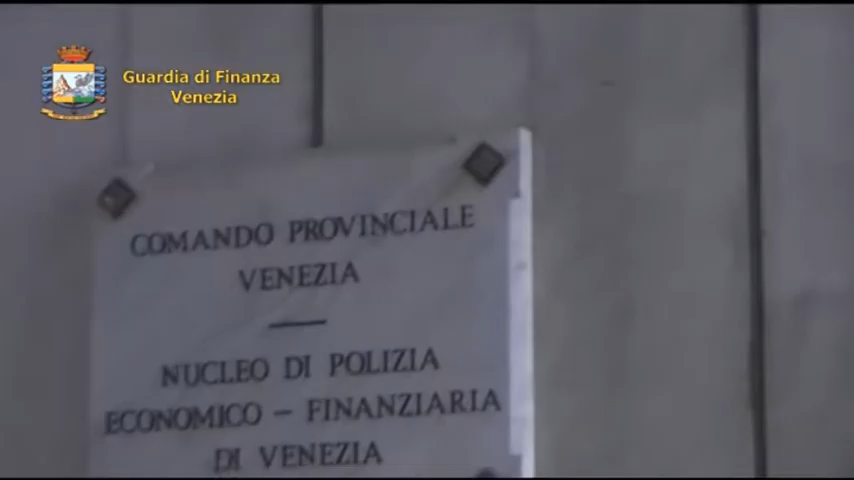 Guardia di Finanza
Venezia
COMANDO PROVINCIALE
VENEZIA
NUCLEO DI POLIZIA
ECONOMICO - FINANZIARIA
DI VENEZIA